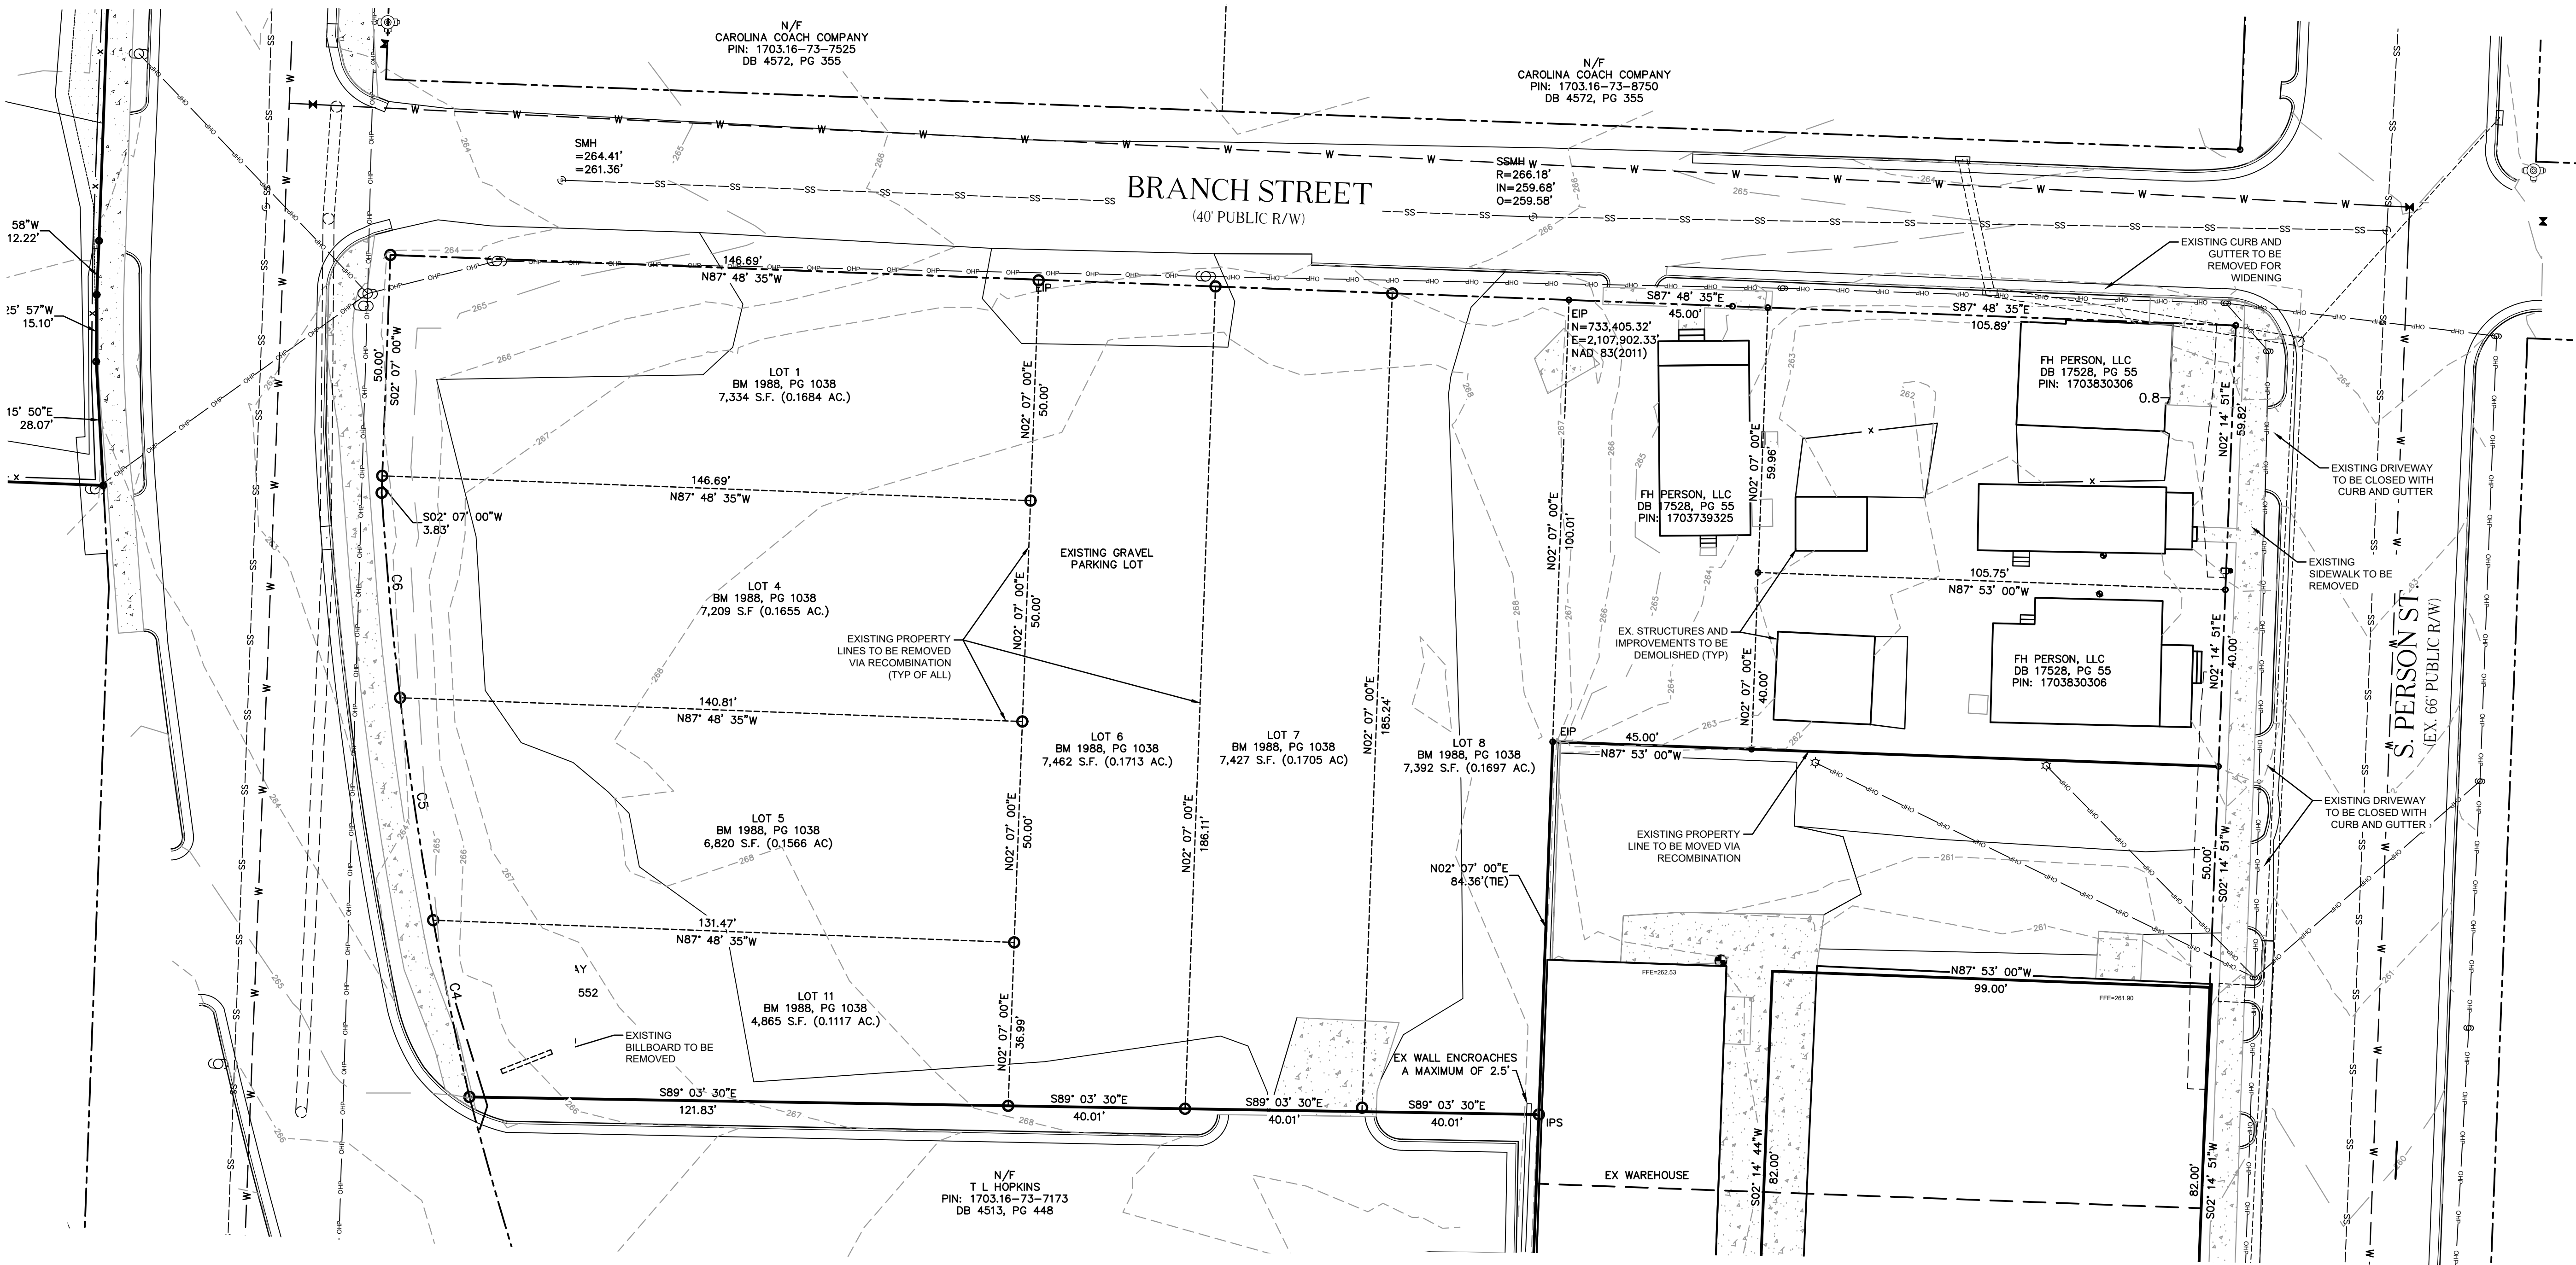 N/F
CAROLINA COACH COMPANY
PIN: 1703.16-73-7525
DB 4572, PG 355
N/F
CAROLINA COACH COMPANY
PIN: 1703.16-73-8750
DB 4572, PG 355
SMH
=264.41'
=261.36'
SSMH
R=266.18'
IN=259.68'
O=259.58'
BRANCH STREET
(40' PUBLIC R/W)
58"W
12.22'
25' 57"W
15.10'
15' 50"E
28.07'
EXISTING CURB AND
GUTTER TO BE
REMOVED FOR
WIDENING
146.69'
N87° 48' 35"W
EIP
S87° 48' 35"E
45.00'
S87° 48' 35"E
105.89'
EIP
N=733,405.32'
E=2,107,902.33'
NAD 83(2011)
50.00'
S02° 07' 00"W
LOT 1
BM 1988, PG 1038
7,334 S.F. (0.1684 AC.)
N02° 07' 00"E
50.00'
FH PERSON, LLC
DB 17528, PG 55
PIN: 1703830306
0.8
N02° 14' 51"E
59.82'
146.69'
N87° 48' 35"W
S02° 07' 00"W
3.83'
N02° 07' 00"E
100.01'
FH PERSON, LLC
DB 17528, PG 55
PIN: 1703739325
N02° 07' 00"E
59.96'
EXISTING DRIVEWAY
TO BE CLOSED WITH
CURB AND GUTTER
EXISTING GRAVEL
PARKING LOT
C6
LOT 4
BM 1988, PG 1038
7,209 S.F (0.1655 AC.)
N02° 07' 00"E
50.00'
EXISTING PROPERTY
LINES TO BE REMOVED
VIA RECOMBINATION
(TYP OF ALL)
105.75'
N87° 53' 00"W
EXISTING
SIDEWALK TO BE
REMOVED
EX. STRUCTURES AND
IMPROVEMENTS TO BE
DEMOLISHED (TYP)
N02° 07' 00"E
40.00'
FH PERSON, LLC
DB 17528, PG 55
PIN: 1703830306
N02° 14' 51"E
40.00'
S. PERSON ST.
(EX. 66' PUBLIC R/W)
140.81'
N87° 48' 35"W
N02° 07' 00"E
185.24'
LOT 6
BM 1988, PG 1038
7,462 S.F. (0.1713 AC.)
LOT 7
BM 1988, PG 1038
7,427 S.F. (0.1705 AC)
LOT 8
BM 1988, PG 1038
7,392 S.F. (0.1697 AC.)
EIP
45.00'
N87° 53' 00"W
C5
LOT 5
BM 1988, PG 1038
6,820 S.F. (0.1566 AC)
N02° 07' 00"E
50.00'
N02° 07' 00"E
186.11'
EXISTING PROPERTY
LINE TO BE MOVED VIA
RECOMBINATION
EXISTING DRIVEWAY
TO BE CLOSED WITH
CURB AND GUTTER
N02° 07' 00"E
84.36'(TIE)
50.00'
S02° 14' 51"W
131.47'
N87° 48' 35"W
AY
552
C4
LOT 11
BM 1988, PG 1038
4,865 S.F. (0.1117 AC.)
N02° 07' 00"E
36.99'
FFE=262.53
N87° 53' 00"W
99.00'
FFE=261.90
EXISTING
BILLBOARD TO BE
REMOVED
EX WALL ENCROACHES
A MAXIMUM OF 2.5'
S89° 03' 30"E
121.83'
S89° 03' 30"E
40.01'
S89° 03' 30"E
40.01'
S89° 03' 30"E
40.01'
IPS
N/F
T L HOPKINS
PIN: 1703.16-73-7173
DB 4513, PG 448
EX WAREHOUSE
S02° 14' 44"W
82.00'
82.00'
S02° 14' 51"W